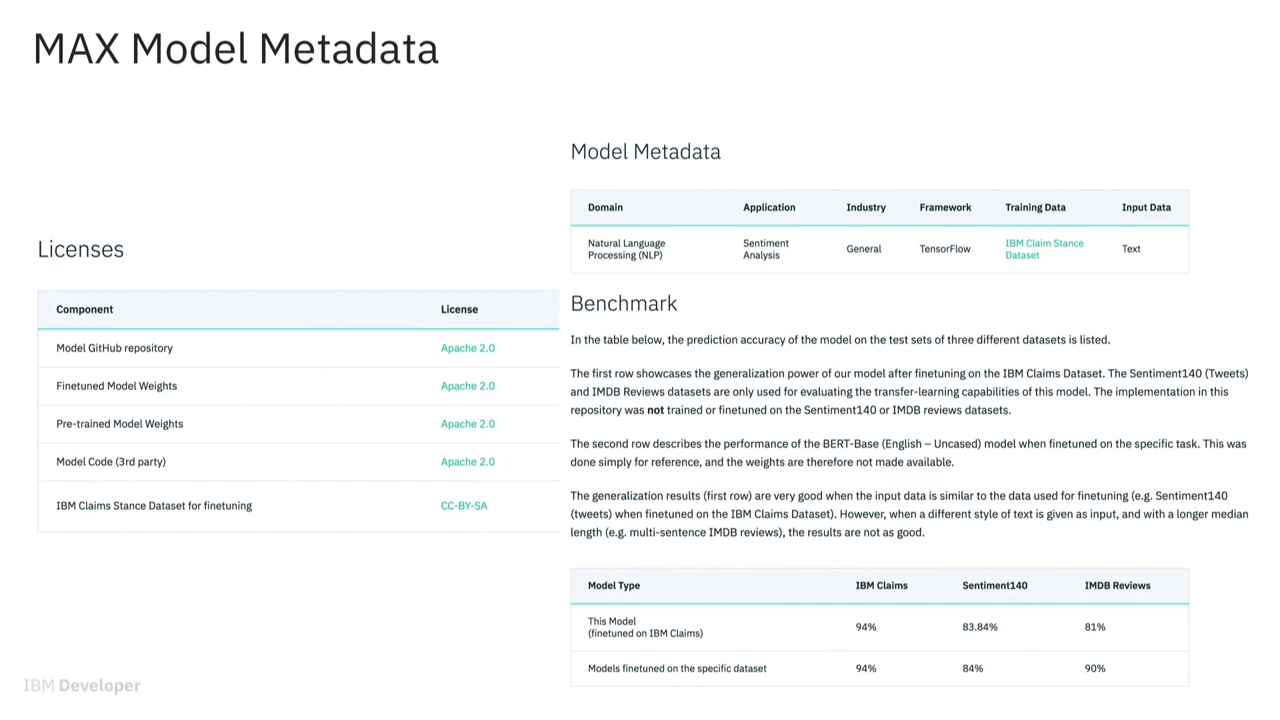 MAX Model Metadata
Licenses
Component License
Model GitHub repository Apache 2.0
Finetuned Model Weights Apache 2.0
Pre-trained Model Weights Apache 2.0
Model Code (3rd party) Apache 2.0
IBM Claims Stance Dataset for finetuning CC-BY-SA
Model Metadata
Domain Application Industry Framework Training Data Input Data
Natural Language Sentiment IBM Claim Stance
General TensorFlow Text
Processing (NLP) Analysis Dataset
Benchmark
In the table below, the prediction accuracy of the model on the test sets of three different datasets is listed.
The first row showcases the generalization power of our model after finetuning on the IBM Claims Dataset. The Sentiment140 (Tweets)
and IMDB Reviews datasets are only used for evaluating the transfer-learning capabilities of this model. The implementation in this
repository was not trained or finetuned on the Sentiment140 or IMDB reviews datasets.
The second row describes the performance of the BERT-Base (English – Uncased) model when finetuned on the specific task. This was
done simply for reference, and the weights are therefore not made available.
The generalization results (first row) are very good when the input data is similar to the data used for finetuning (e.g. Sentiment140
(tweets) when finetuned on the IBM Claims Dataset). However, when a different style of text is given as input, and with a longer median
length (e.g. multi-sentence IMDB reviews), the results are not as good.
Model Type IBM Claims Sentiment140 IMDB Reviews
This Model
94% 83.84% 81%
(finetuned on IBM Claims)
Models finetuned on the specific dataset 94% 84% 90%
IBM Developer